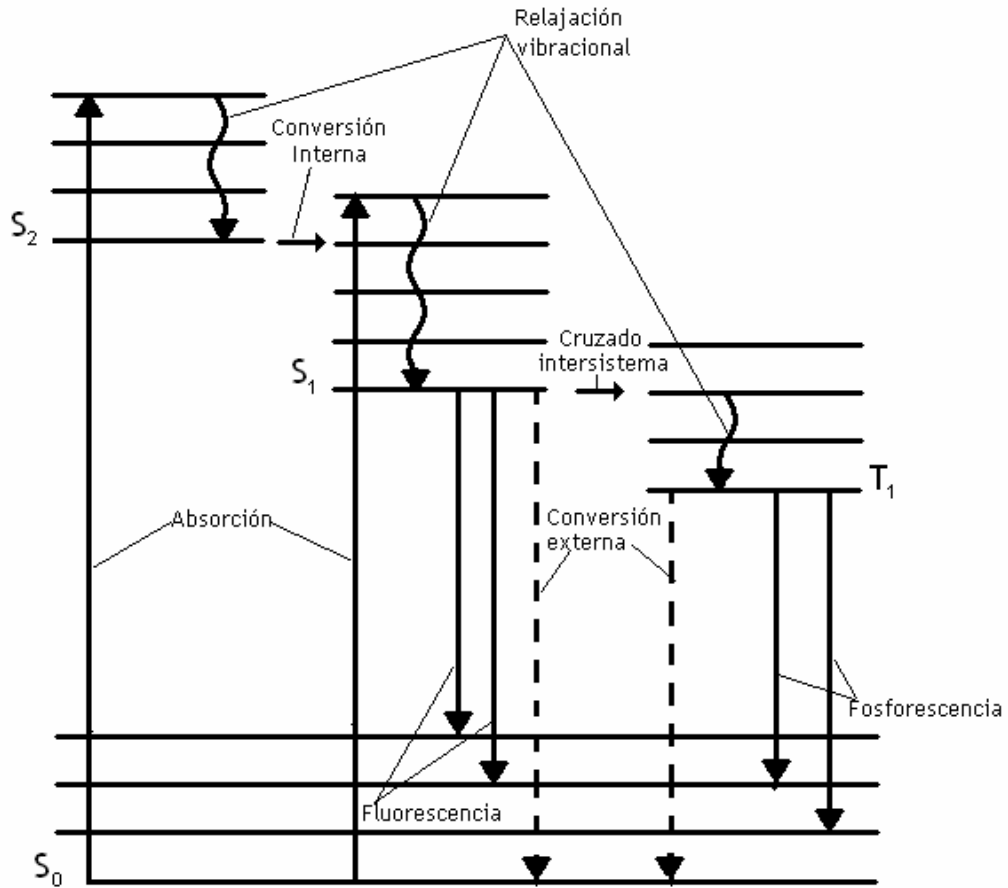 Relajación
vibracional
Conversión
Interna
S₂
Cruzado
intersistema
S₁
T₁
Absorción
Conversión
externa
Fosforescencia
Fluorescencia
S₀